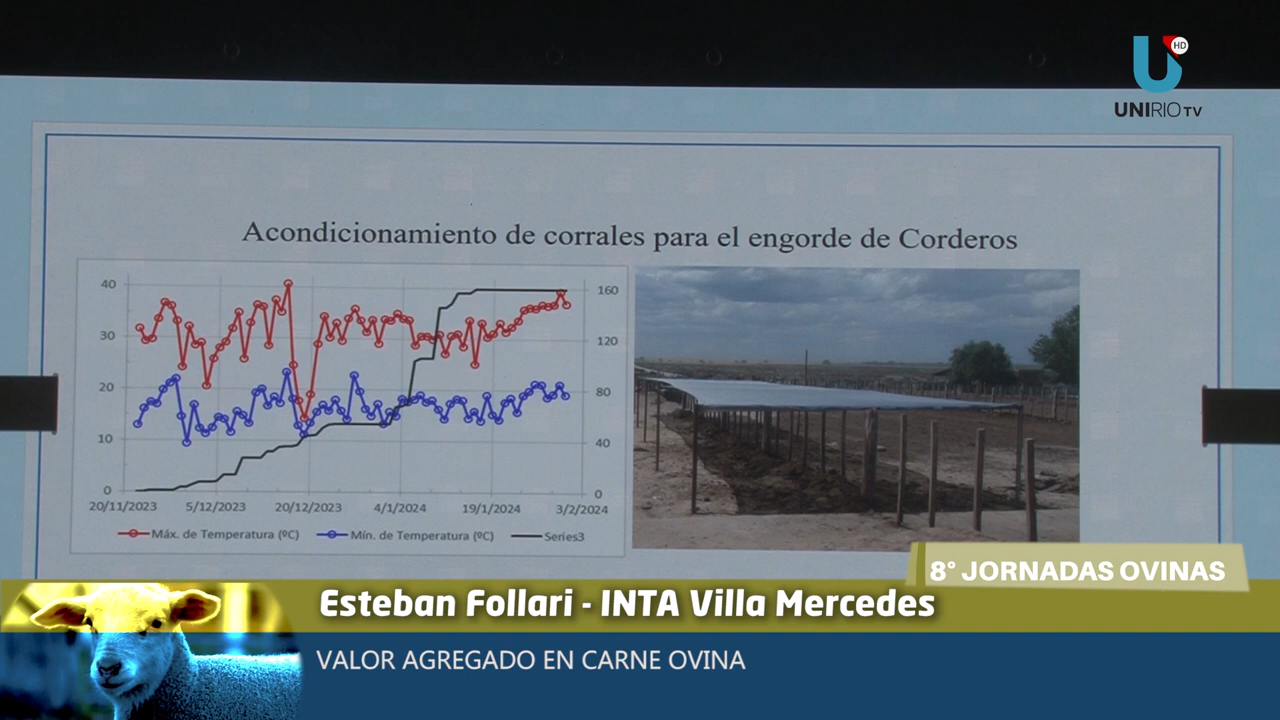 HD
UNIRIO TV
Acondicionamiento de corrales para el engorde de Corderos
40
30
20
10
0
160
120
80
40
0
20/11/2023 5/12/2023 20/12/2023 4/1/2024 19/1/2024 3/2/2024
Máx. de Temperatura (ºC) Mín. de Temperatura (ºC) Series3
8° JORNADAS OVINAS
Esteban Follari - INTA Villa Mercedes
VALOR AGREGADO EN CARNE OVINA